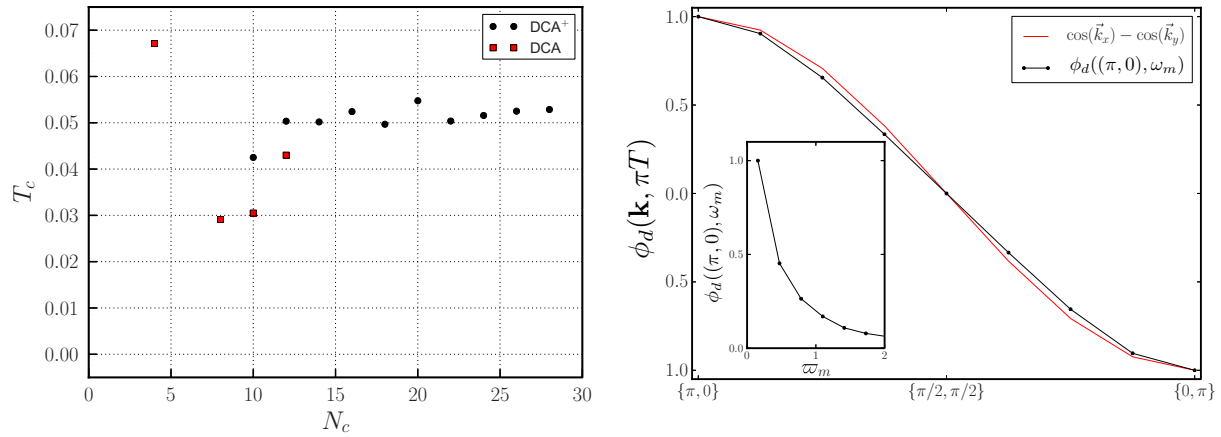 0.07
0.06
0.05
0.04
0.03
0.02
0.01
0.00
T_c
0 5 10 15 20 25 30
N_c
DCA⁺
DCA
1.0
0.5
0.0
0.5
1.0
ϕ_d(𝐤, πT)
{π, 0} {π/2, π/2} {0, π}
cos(k⃗_x) − cos(k⃗_y)
ϕ_d((π, 0), ω_m)
1.0
0.5
0.0
ϕ_d((π, 0), ω_m)
0 1 2
ϖ_m